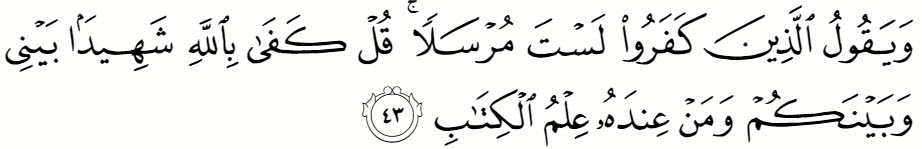 وَيَقُولُ ٱلَّذِينَ كَفَرُوا۟ لَسْتَ مُرْسَلًا ۚ قُلْ كَفَىٰ بِٱللَّهِ شَهِيدًۢا بَيْنِى
وَبَيْنَكُمْ وَمَنْ عِندَهُۥ عِلْمُ ٱلْكِتَـٰبِ ٤٣